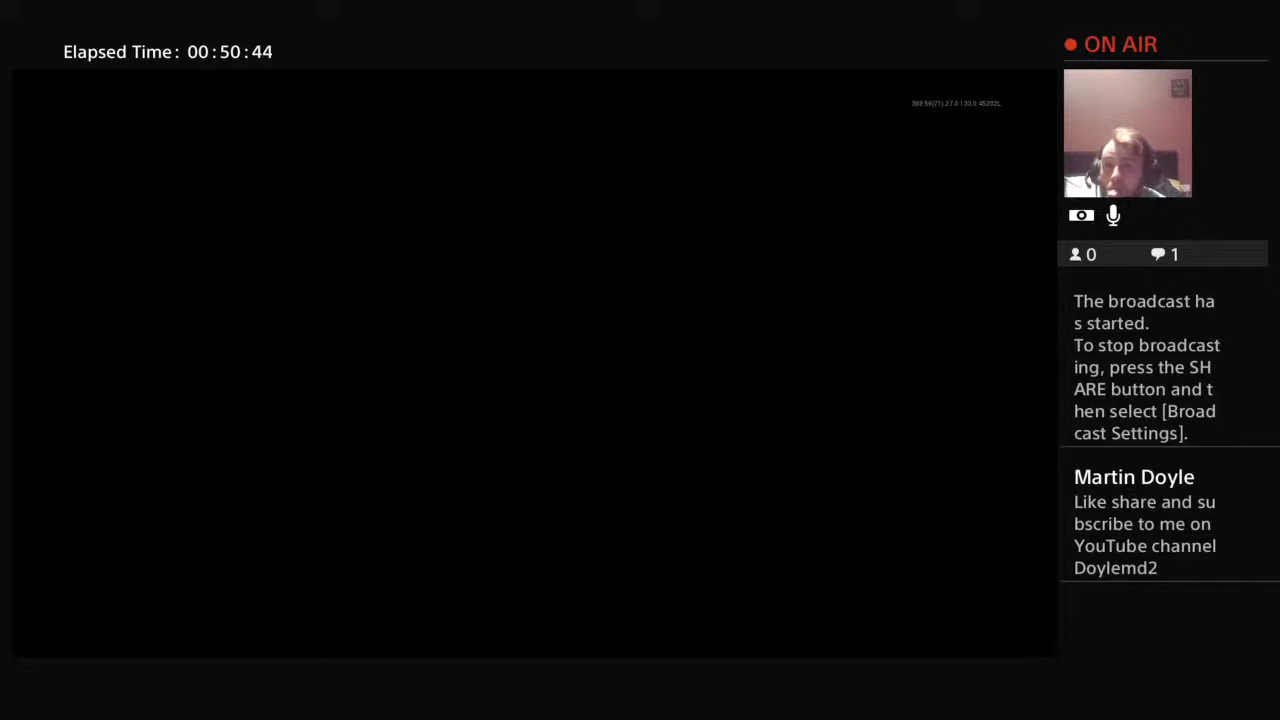 Elapsed Time: 00:50:44
ON AIR
0
1
The broadcast ha
s started.
To stop broadcast
ing, press the SH
ARE button and t
hen select [Broad
cast Settings].
Martin Doyle
Like share and su
bscribe to me on
YouTube channel
Doylemd2